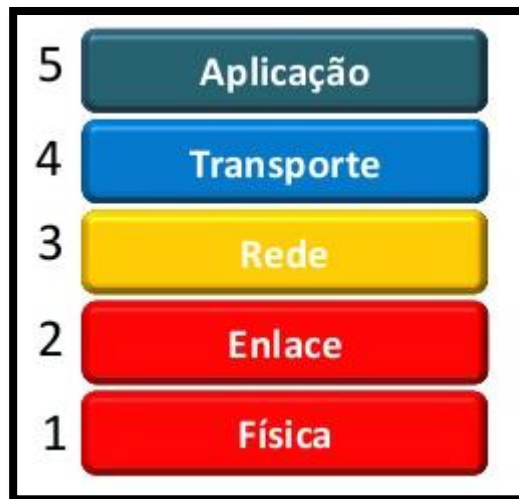 5 Aplicação
4 Transporte
3 Rede
2 Enlace
1 Física